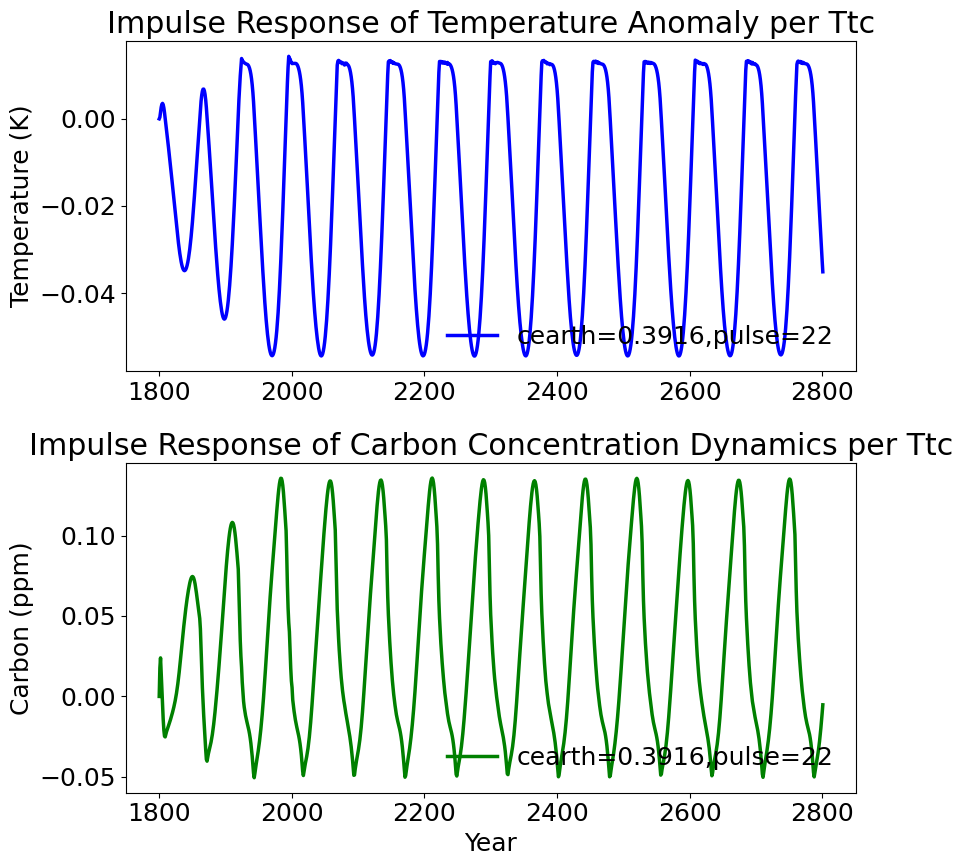 Impulse Response of Temperature Anomaly per Ttc
Temperature (K)
0.00
−0.02
−0.04
cearth=0.3916,pulse=22
1800 2000 2200 2400 2600 2800
Impulse Response of Carbon Concentration Dynamics per Ttc
Carbon (ppm)
0.10
0.05
0.00
−0.05
cearth=0.3916,pulse=22
1800 2000 2200 2400 2600 2800
Year